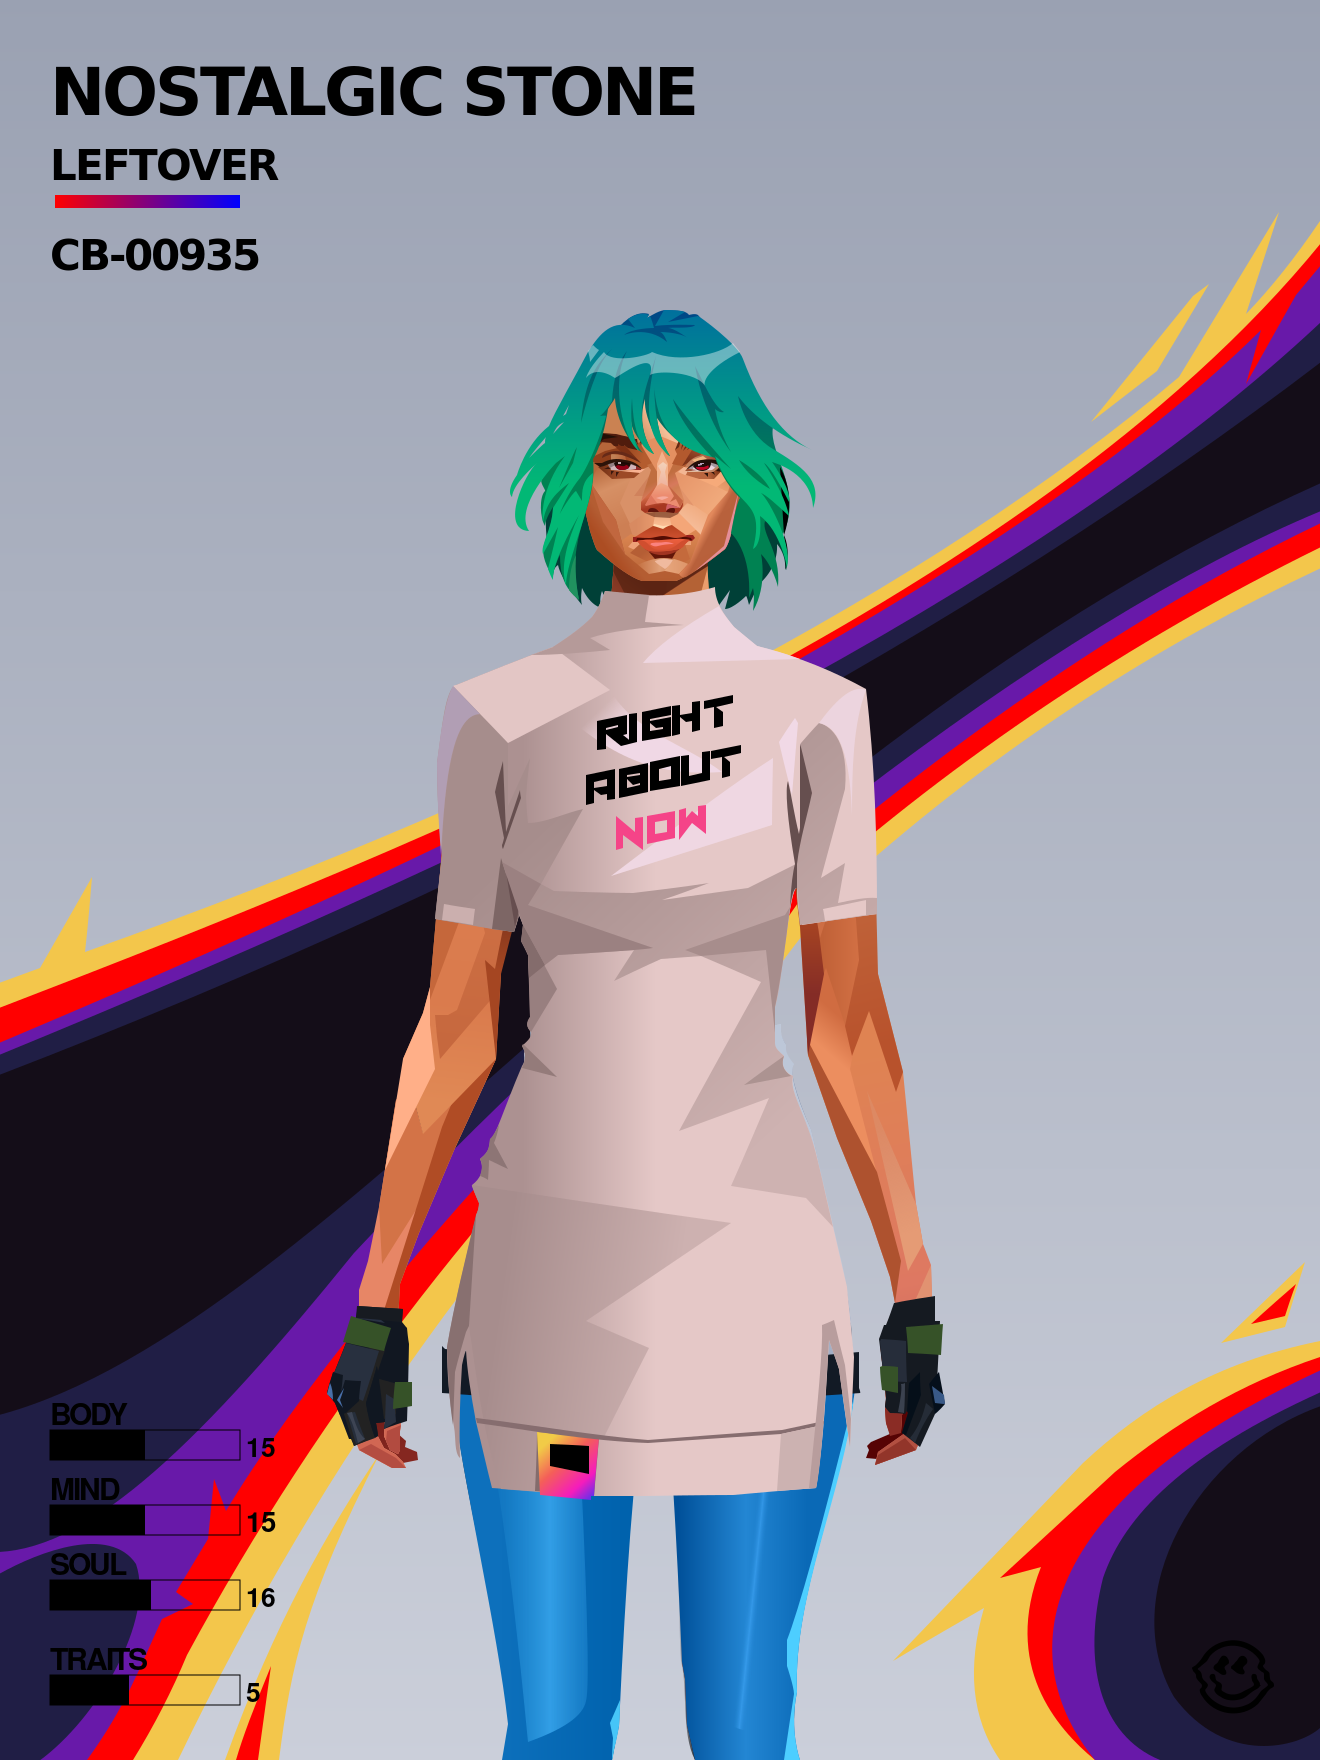 NOSTALGIC STONE
LEFTOVER
CB-00935
RIGHT
ABOUT
NOW
BODY
15
MIND
15
SOUL
16
TRAITS
5